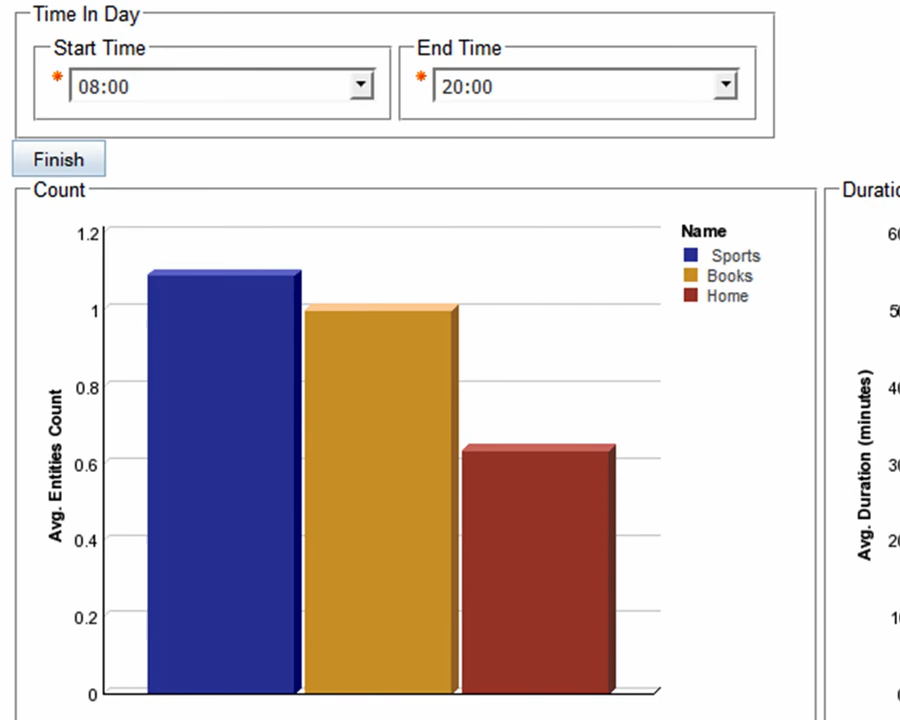 Time In Day
Start Time
End Time
* 08:00
* 20:00
Finish
Count
1.2
1
0.8
0.6
0.4
0.2
0
Avg. Entities Count
Name
Sports
Books
Home
Avg. Duration (minutes)